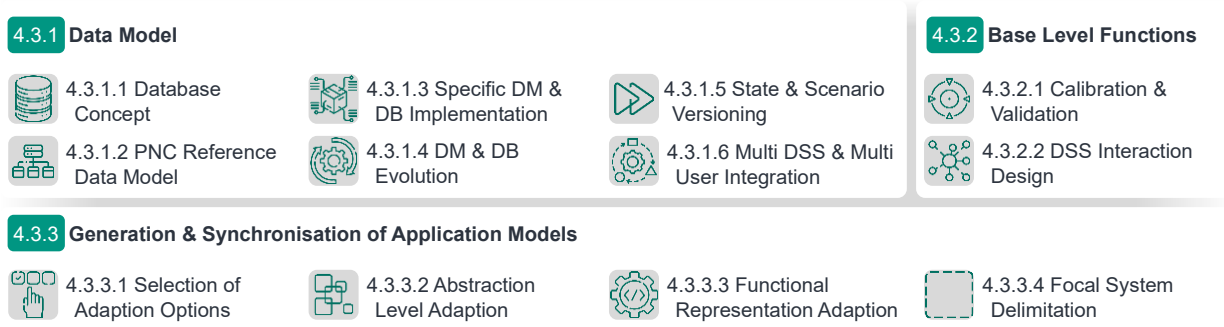 4.3.1 Data Model
4.3.1.1 Database
Concept
4.3.1.2 PNC Reference
Data Model
4.3.1.3 Specific DM &
DB Implementation
4.3.1.4 DM & DB
Evolution
4.3.1.5 State & Scenario
Versioning
4.3.1.6 Multi DSS & Multi
User Integration
4.3.2 Base Level Functions
4.3.2.1 Calibration &
Validation
4.3.2.2 DSS Interaction
Design
4.3.3 Generation & Synchronisation of Application Models
4.3.3.1 Selection of
Adaption Options
4.3.3.2 Abstraction
Level Adaption
4.3.3.3 Functional
Representation Adaption
4.3.3.4 Focal System
Delimitation